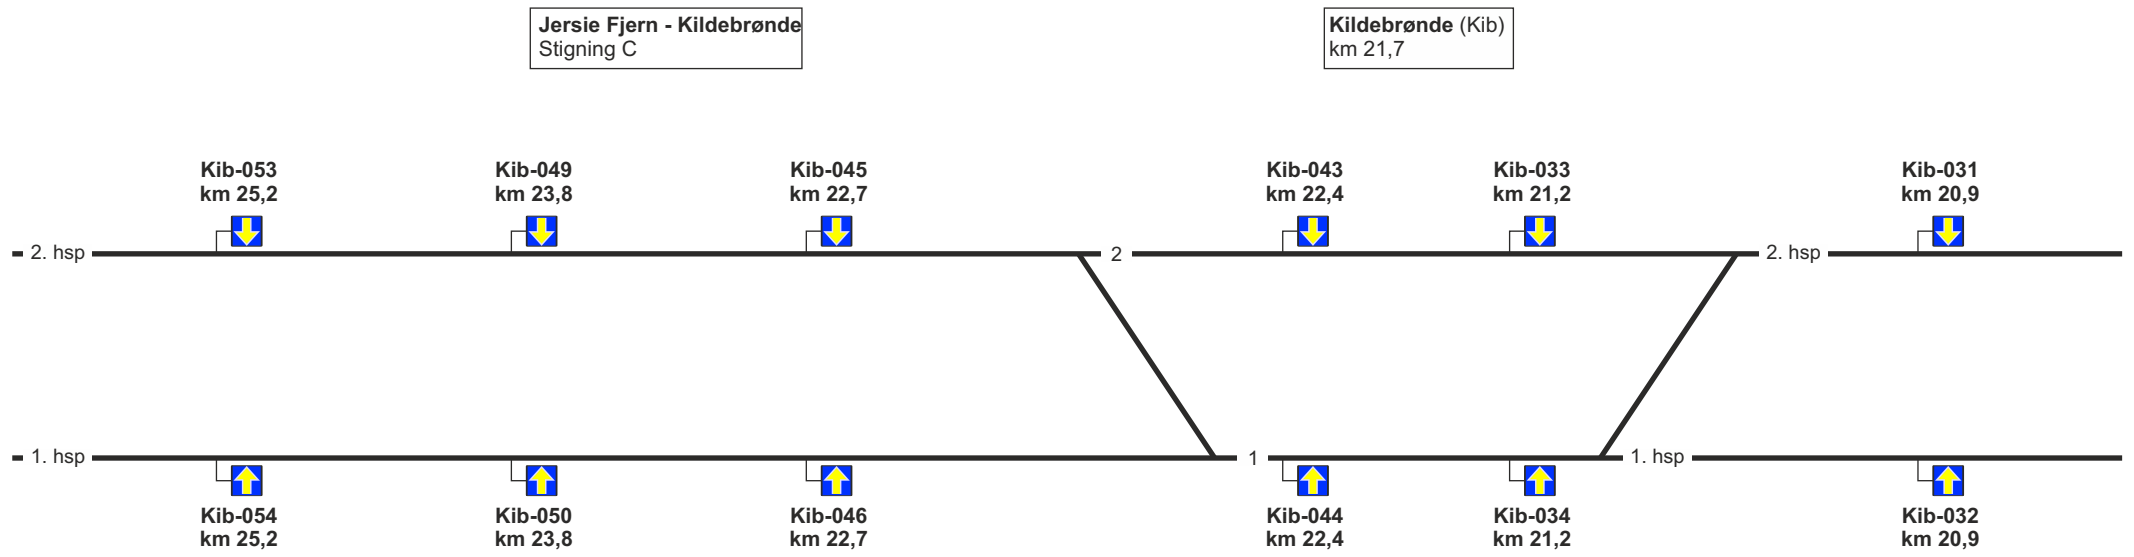 Jersie Fjern - Kildebrønde
Stigning C
Kildebrønde (Kib)
km 21,7
Kib-053
km 25,2
Kib-049
km 23,8
Kib-045
km 22,7
Kib-043
km 22,4
Kib-033
km 21,2
Kib-031
km 20,9
2. hsp
2
2. hsp
1. hsp
1
1. hsp
Kib-054
km 25,2
Kib-050
km 23,8
Kib-046
km 22,7
Kib-044
km 22,4
Kib-034
km 21,2
Kib-032
km 20,9